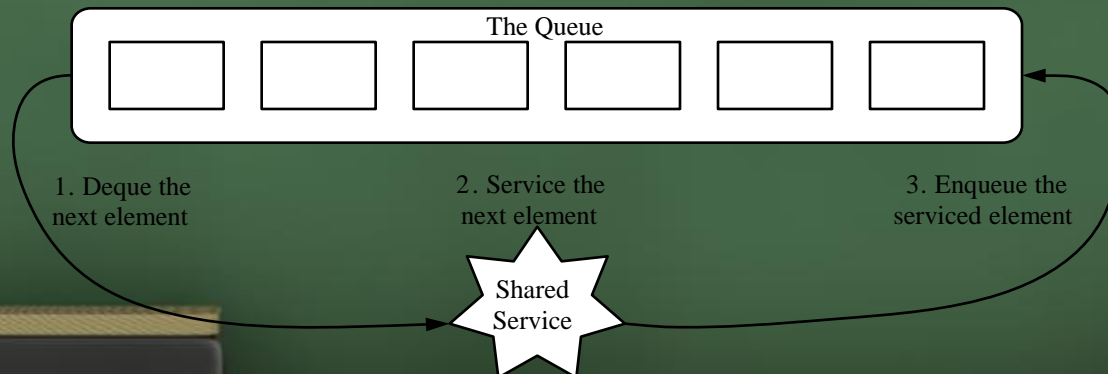 The Queue
1. Deque the
next element
2. Service the
next element
3. Enqueue the
serviced element
Shared
Service